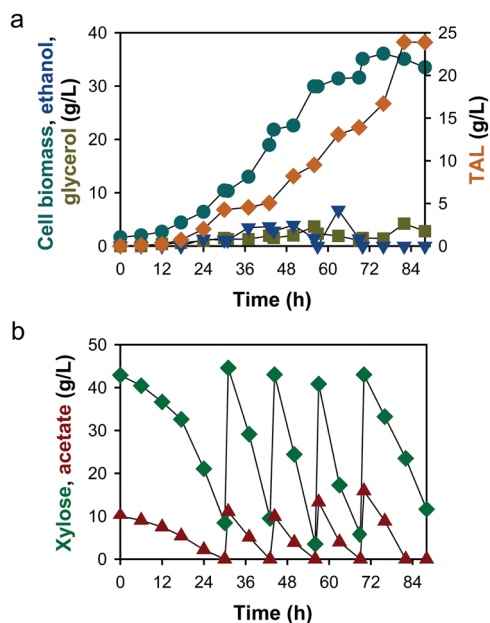 a
Cell biomass, ethanol,
glycerol (g/L)
40
30
20
10
0
25
20
15
10
5
0
TAL (g/L)
0 12 24 36 48 60 72 84
Time (h)
b
Xylose, acetate (g/L)
50
40
30
20
10
0
0 12 24 36 48 60 72 84
Time (h)